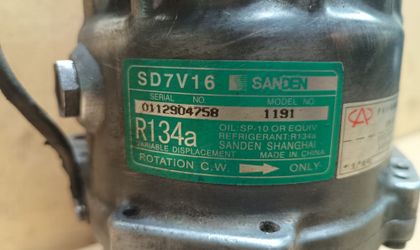 SD7V16 SANDEN
SERIAL NO. MODEL NO.
0112904758 1191
R134a OIL:SP-10 OR EQUIV
REFRIGERANT:R134a
VARIABLE DISPLACEMENT SANDEN SHANGHAI
MADE IN CHINA
ROTATION C.W. → ONLY